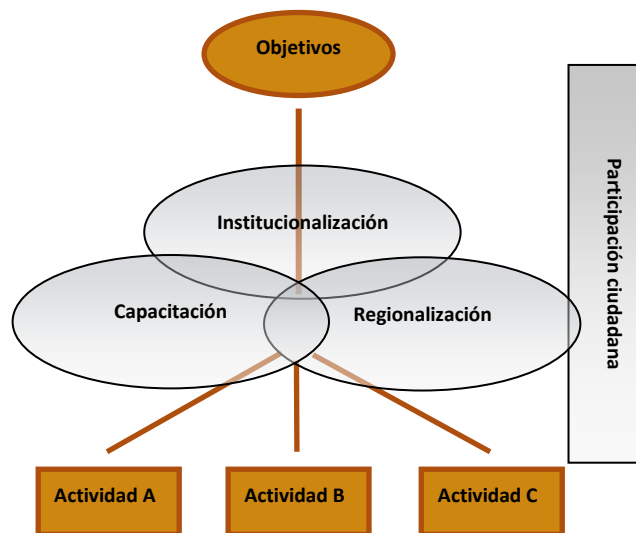 Objetivos
Institucionalización
Capacitación
Regionalización
Participación ciudadana
Actividad A
Actividad B
Actividad C